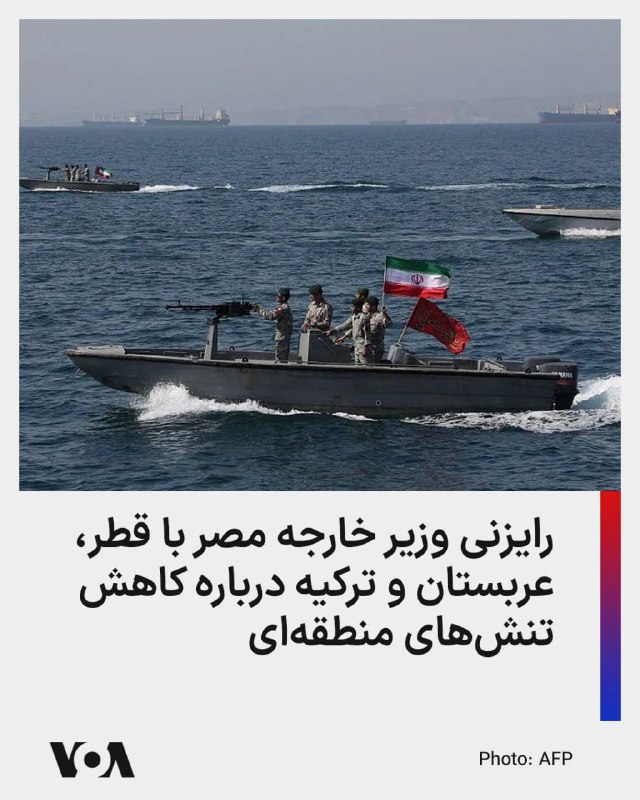 رایزنی وزیر خارجه مصر با قطر،
عربستان و ترکیه درباره کاهش
تنش‌های منطقه‌ای
VOA
Photo: AFP